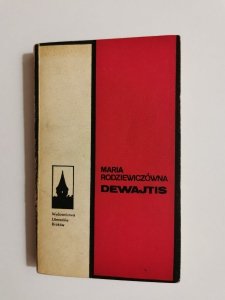 MARIA
RODZIEWICZÓWNA
DEWAJTIS
Wydawnictwo
Literackie
Kraków